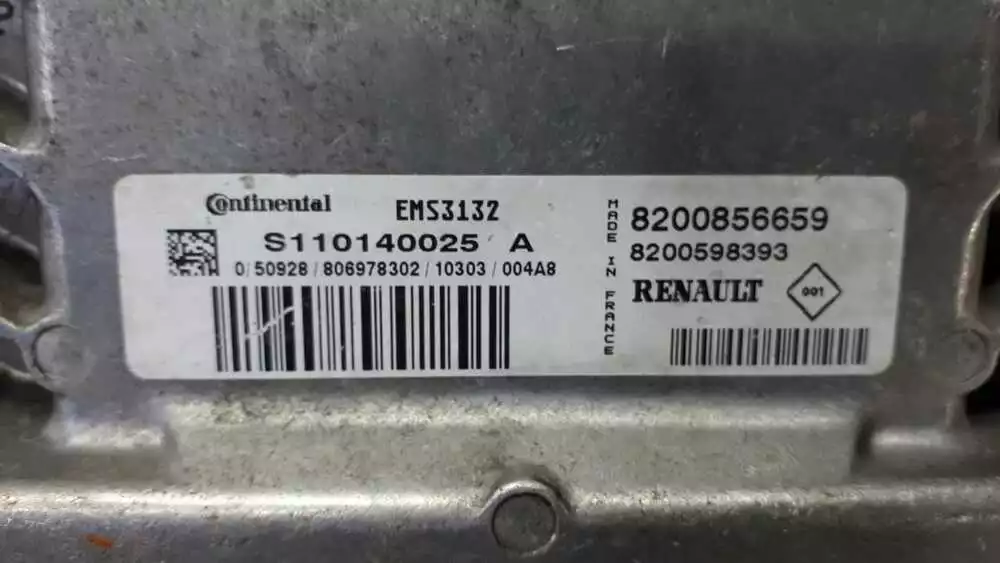 Continental EMS3132
S110140025 A
0/50928/806978302/10303/004A8
MADE IN FRANCE
8200856659
8200598393
RENAULT 001